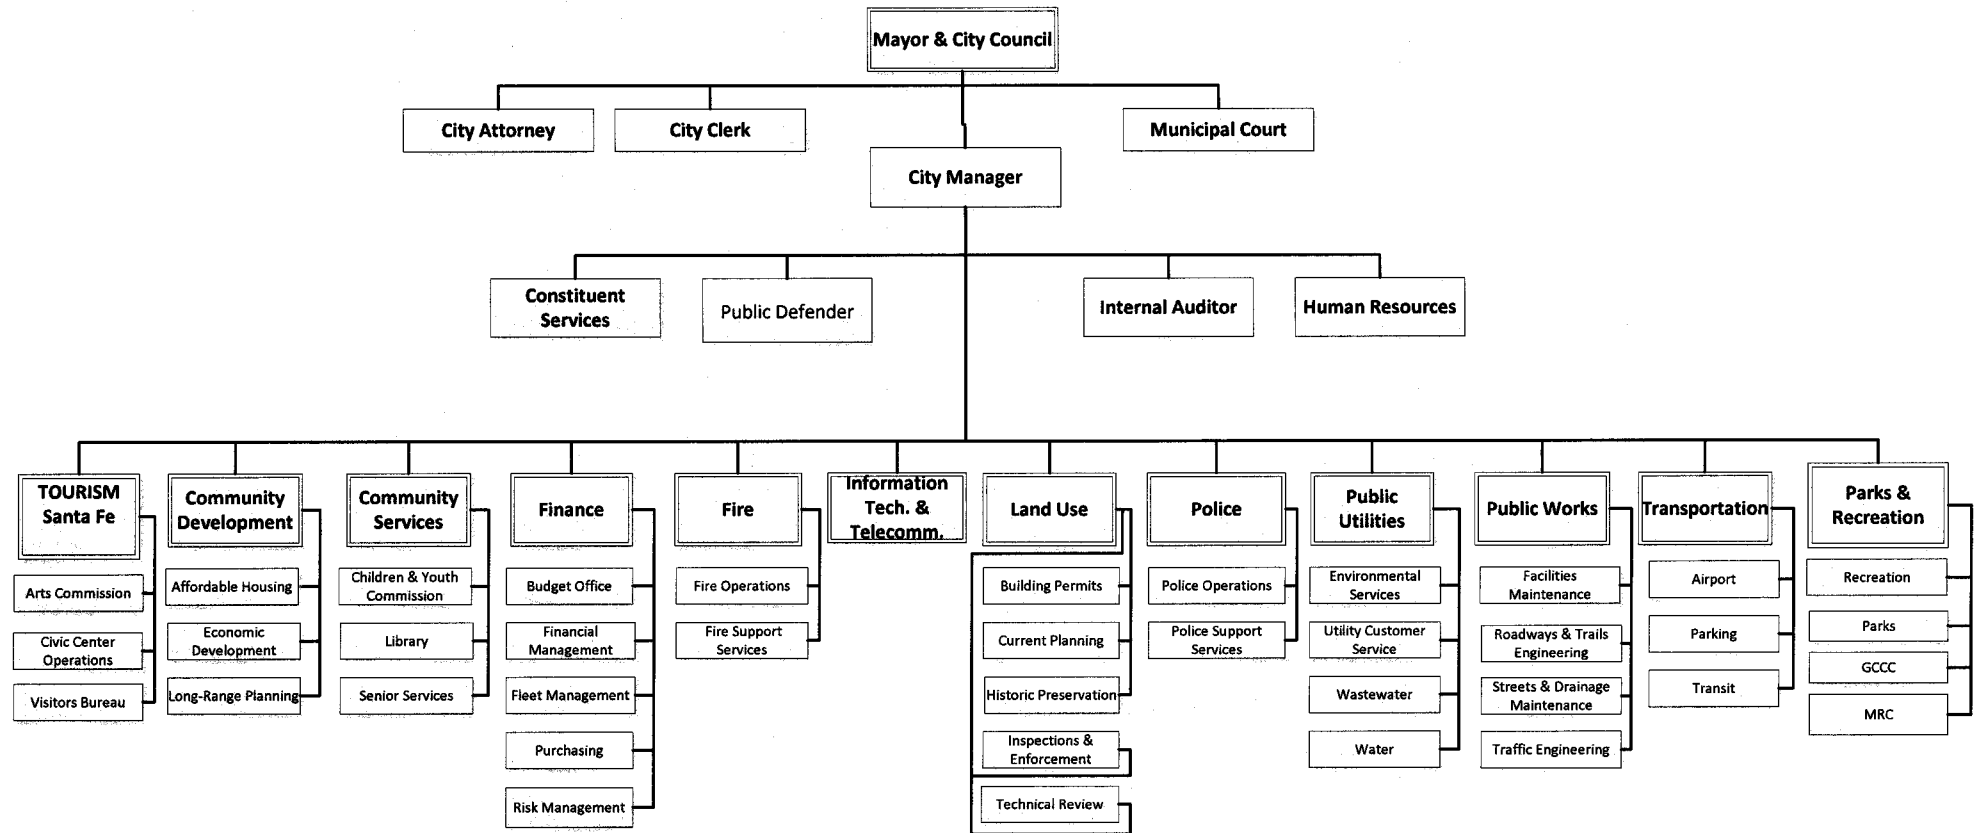 Mayor & City Council
City Attorney
City Clerk
Municipal Court
City Manager
Constituent
Services
Public Defender
Internal Auditor
Human Resources
TOURISM
Santa Fe
Arts Commission
Civic Center
Operations
Visitors Bureau
Community
Development
Affordable Housing
Economic
Development
Long-Range Planning
Community
Services
Children & Youth
Commission
Library
Senior Services
Finance
Budget Office
Financial
Management
Fleet Management
Purchasing
Risk Management
Fire
Fire Operations
Fire Support
Services
Information
Tech. &
Telecomm.
Land Use
Building Permits
Current Planning
Historic Preservation
Inspections &
Enforcement
Technical Review
Police
Police Operations
Police Support
Services
Public
Utilities
Environmental
Services
Utility Customer
Service
Wastewater
Water
Public Works
Facilities
Maintenance
Roadways & Trails
Engineering
Streets & Drainage
Maintenance
Traffic Engineering
Transportation
Airport
Parking
Transit
Parks &
Recreation
Recreation
Parks
GCCC
MRC